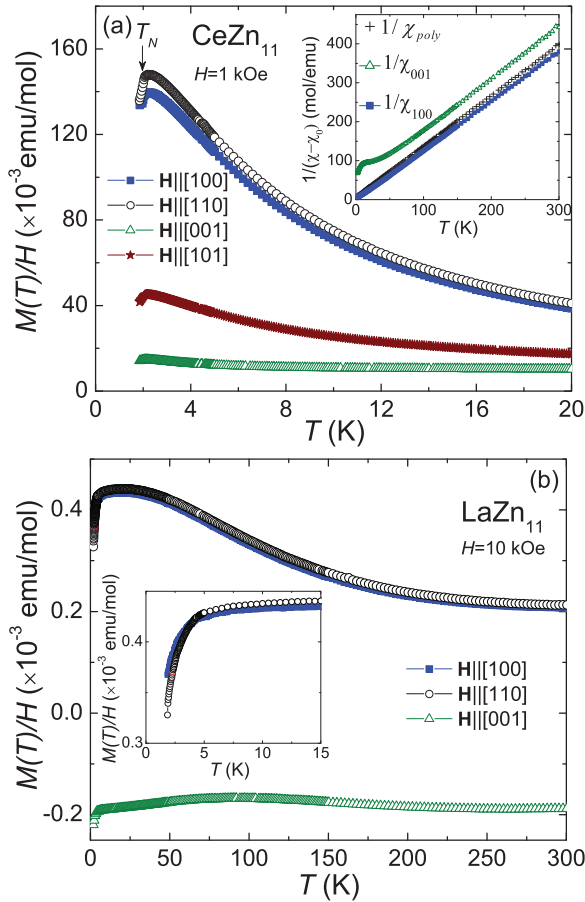 (a)
T_N
CeZn₁₁
H=1 kOe
M(T)/H (×10⁻³ emu/mol)
160
120
80
40
0
H||[100]
H||[110]
H||[001]
H||[101]
0 4 8 12 16 20
T (K)
1/(χ−χ₀) (mol/emu)
400
300
200
100
0
+ 1/χ_poly
1/χ₀₀₁
1/χ₁₀₀
0 100 200 300
T (K)
(b)
LaZn₁₁
H=10 kOe
M(T)/H (×10⁻³ emu/mol)
0.4
0.2
0.0
-0.2
H||[100]
H||[110]
H||[001]
0 50 100 150 200 250 300
T (K)
M(T)/H (×10⁻³ emu/mol)
0.4
0.3
0 5 10 15
T (K)